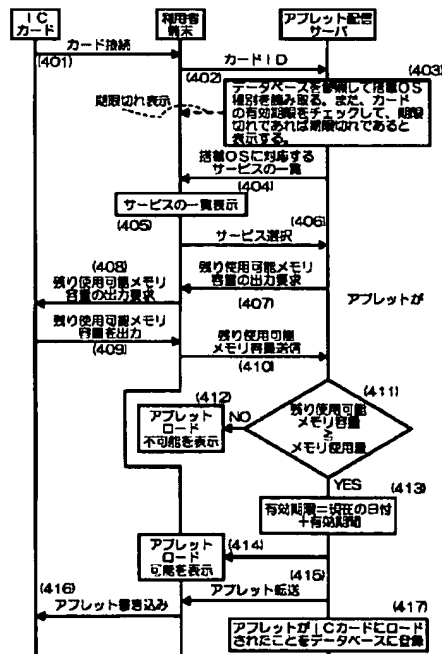 ＩＣ
カード
利用者
端末
アプレット配信
サーバ
カード接続
(401)
カードＩＤ
(402)
(403)
データベースを参照して搭載OS
種別を読み取る。また、カード
の有効期限をチェックして、期限
切れであれば期限切れであると
表示する。
期限切れ表示
搭載OSに対応する
サービスの一覧
(404)
サービスの一覧表示
(405)
(406)
サービス選択
(408)
残り使用可能メモリ
容量の出力要求
残り使用可能メモリ
容量の出力要求
(407)
アプレットが
残り使用可能メモリ
容量を出力
(409)
残り使用可能
メモリ容量送信
(410)
(411)
残り使用可能
メモリ容量
≧
メモリ使用量
(412)
NO
アプレット
ロード
不可能を表示
YES
(413)
有効期限＝現在の日付
＋有効期間
アプレット
ロード
可能を表示
(414)
(415)
アプレット転送
(416)
アプレット書き込み
(417)
アプレットがＩＣカードにロード
されたことをデータベースに登録